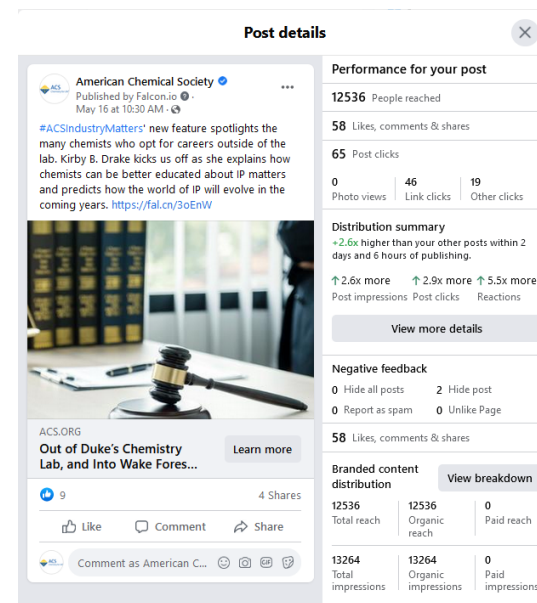 Post details
American Chemical Society
Published by Falcon.io ·
May 16 at 10:30 AM ·
#ACSIndustryMatters' new feature spotlights the
many chemists who opt for careers outside of the
lab. Kirby B. Drake kicks us off as she explains how
chemists can be better educated about IP matters
and predicts how the world of IP will evolve in the
coming years. https://fal.cn/3oEnW
ACS.ORG
Out of Duke's Chemistry
Lab, and Into Wake Fores...
Learn more
9
4 Shares
Like
Comment
Share
Comment as American C...
Performance for your post
12536 People reached
58 Likes, comments & shares
65 Post clicks
0
Photo views
46
Link clicks
19
Other clicks
Distribution summary
+2.6x higher than your other posts within 2
days and 6 hours of publishing.
2.6x more
Post impressions
2.9x more
Post clicks
5.5x more
Reactions
View more details
Negative feedback
0 Hide all posts
2 Hide post
0 Report as spam
0 Unlike Page
58 Likes, comments & shares
Branded content
distribution
View breakdown
12536
Total reach
12536
Organic
reach
0
Paid reach
13264
Total
impressions
13264
Organic
impressions
0
Paid
impressions